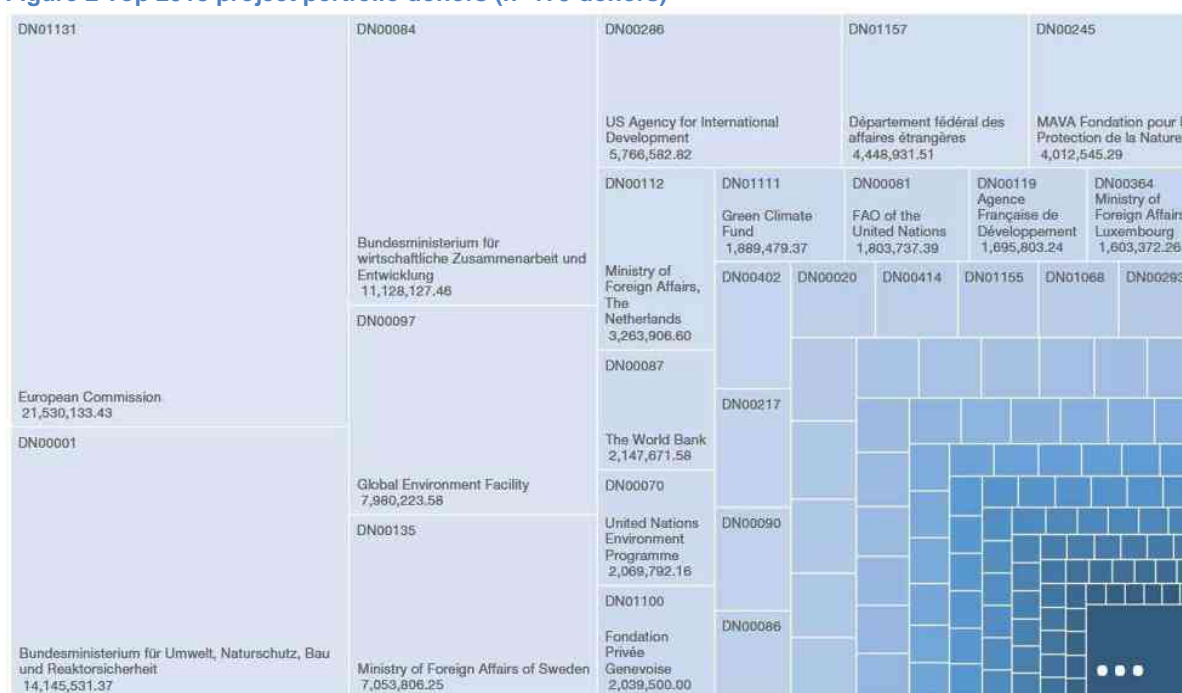 DN01131
European Commission
21,530,133.43
DN00001
Bundesministerium für Umwelt, Naturschutz, Bau
und Reaktorsicherheit
14,145,531.37
DN00084
Bundesministerium für
wirtschaftliche Zusammenarbeit und
Entwicklung
11,128,127.46
DN00097
Global Environment Facility
7,980,223.58
DN00135
Ministry of Foreign Affairs of Sweden
7,053,806.25
DN00286
US Agency for International
Development
5,766,582.82
DN01157
Département fédéral des
affaires étrangères
4,448,931.51
DN00245
MAVA Fondation pour
Protection de la Nature
4,012,545.29
DN00112
Ministry of
Foreign Affairs,
The
Netherlands
3,263,906.60
DN00087
The World Bank
2,147,671.58
DN00070
United Nations
Environment
Programme
2,069,792.16
DN01100
Fondation
Privée
Genevoise
2,039,500.00
DN01111
Green Climate
Fund
1,889,479.37
DN00081
FAO of the
United Nations
1,803,737.39
DN00119
Agence
Française de
Développement
1,695,803.24
DN00364
Ministry of
Foreign Affairs
Luxembourg
1,603,372.26
DN00402
DN00020
DN00414
DN01155
DN01068
DN00293
DN00217
DN00090
DN00086